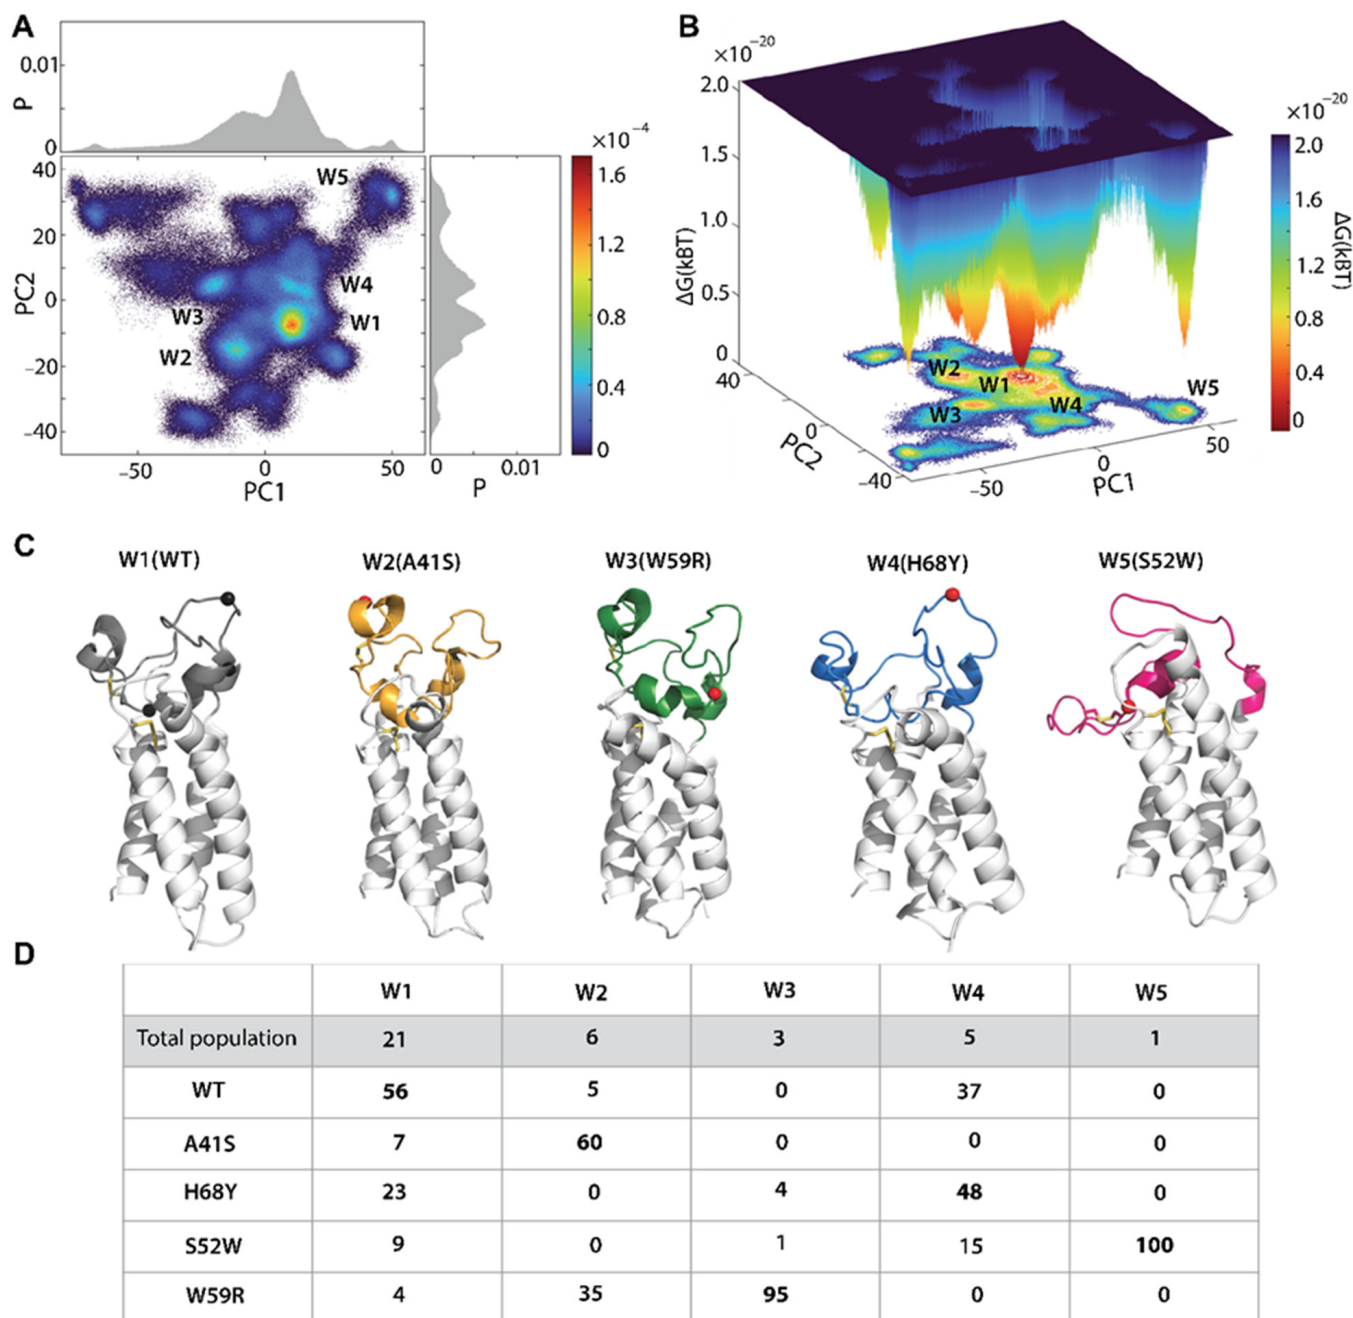 A
0.01
P
0
×10⁻⁴
40
20
0
−20
−40
PC2
W5
W4
W3
W1
W2
1.6
1.2
0.8
0.4
0
−50
0
50
PC1
0
0.01
P
B
×10⁻²⁰
2.0
1.5
1.0
0.5
0
ΔG(kBT)
40
0
−40
PC2
−50
0
50
PC1
W2
W1
W3
W4
W5
×10⁻²⁰
2.0
1.6
1.2
0.8
0.4
0
ΔG(kBT)
C
W1(WT) W2(A41S) W3(W59R) W4(H68Y) W5(S52W)
D
W1 W2 W3 W4 W5
Total population 21 6 3 5 1
WT 56 5 0 37 0
A41S 7 60 0 0 0
H68Y 23 0 4 48 0
S52W 9 0 1 15 100
W59R 4 35 95 0 0